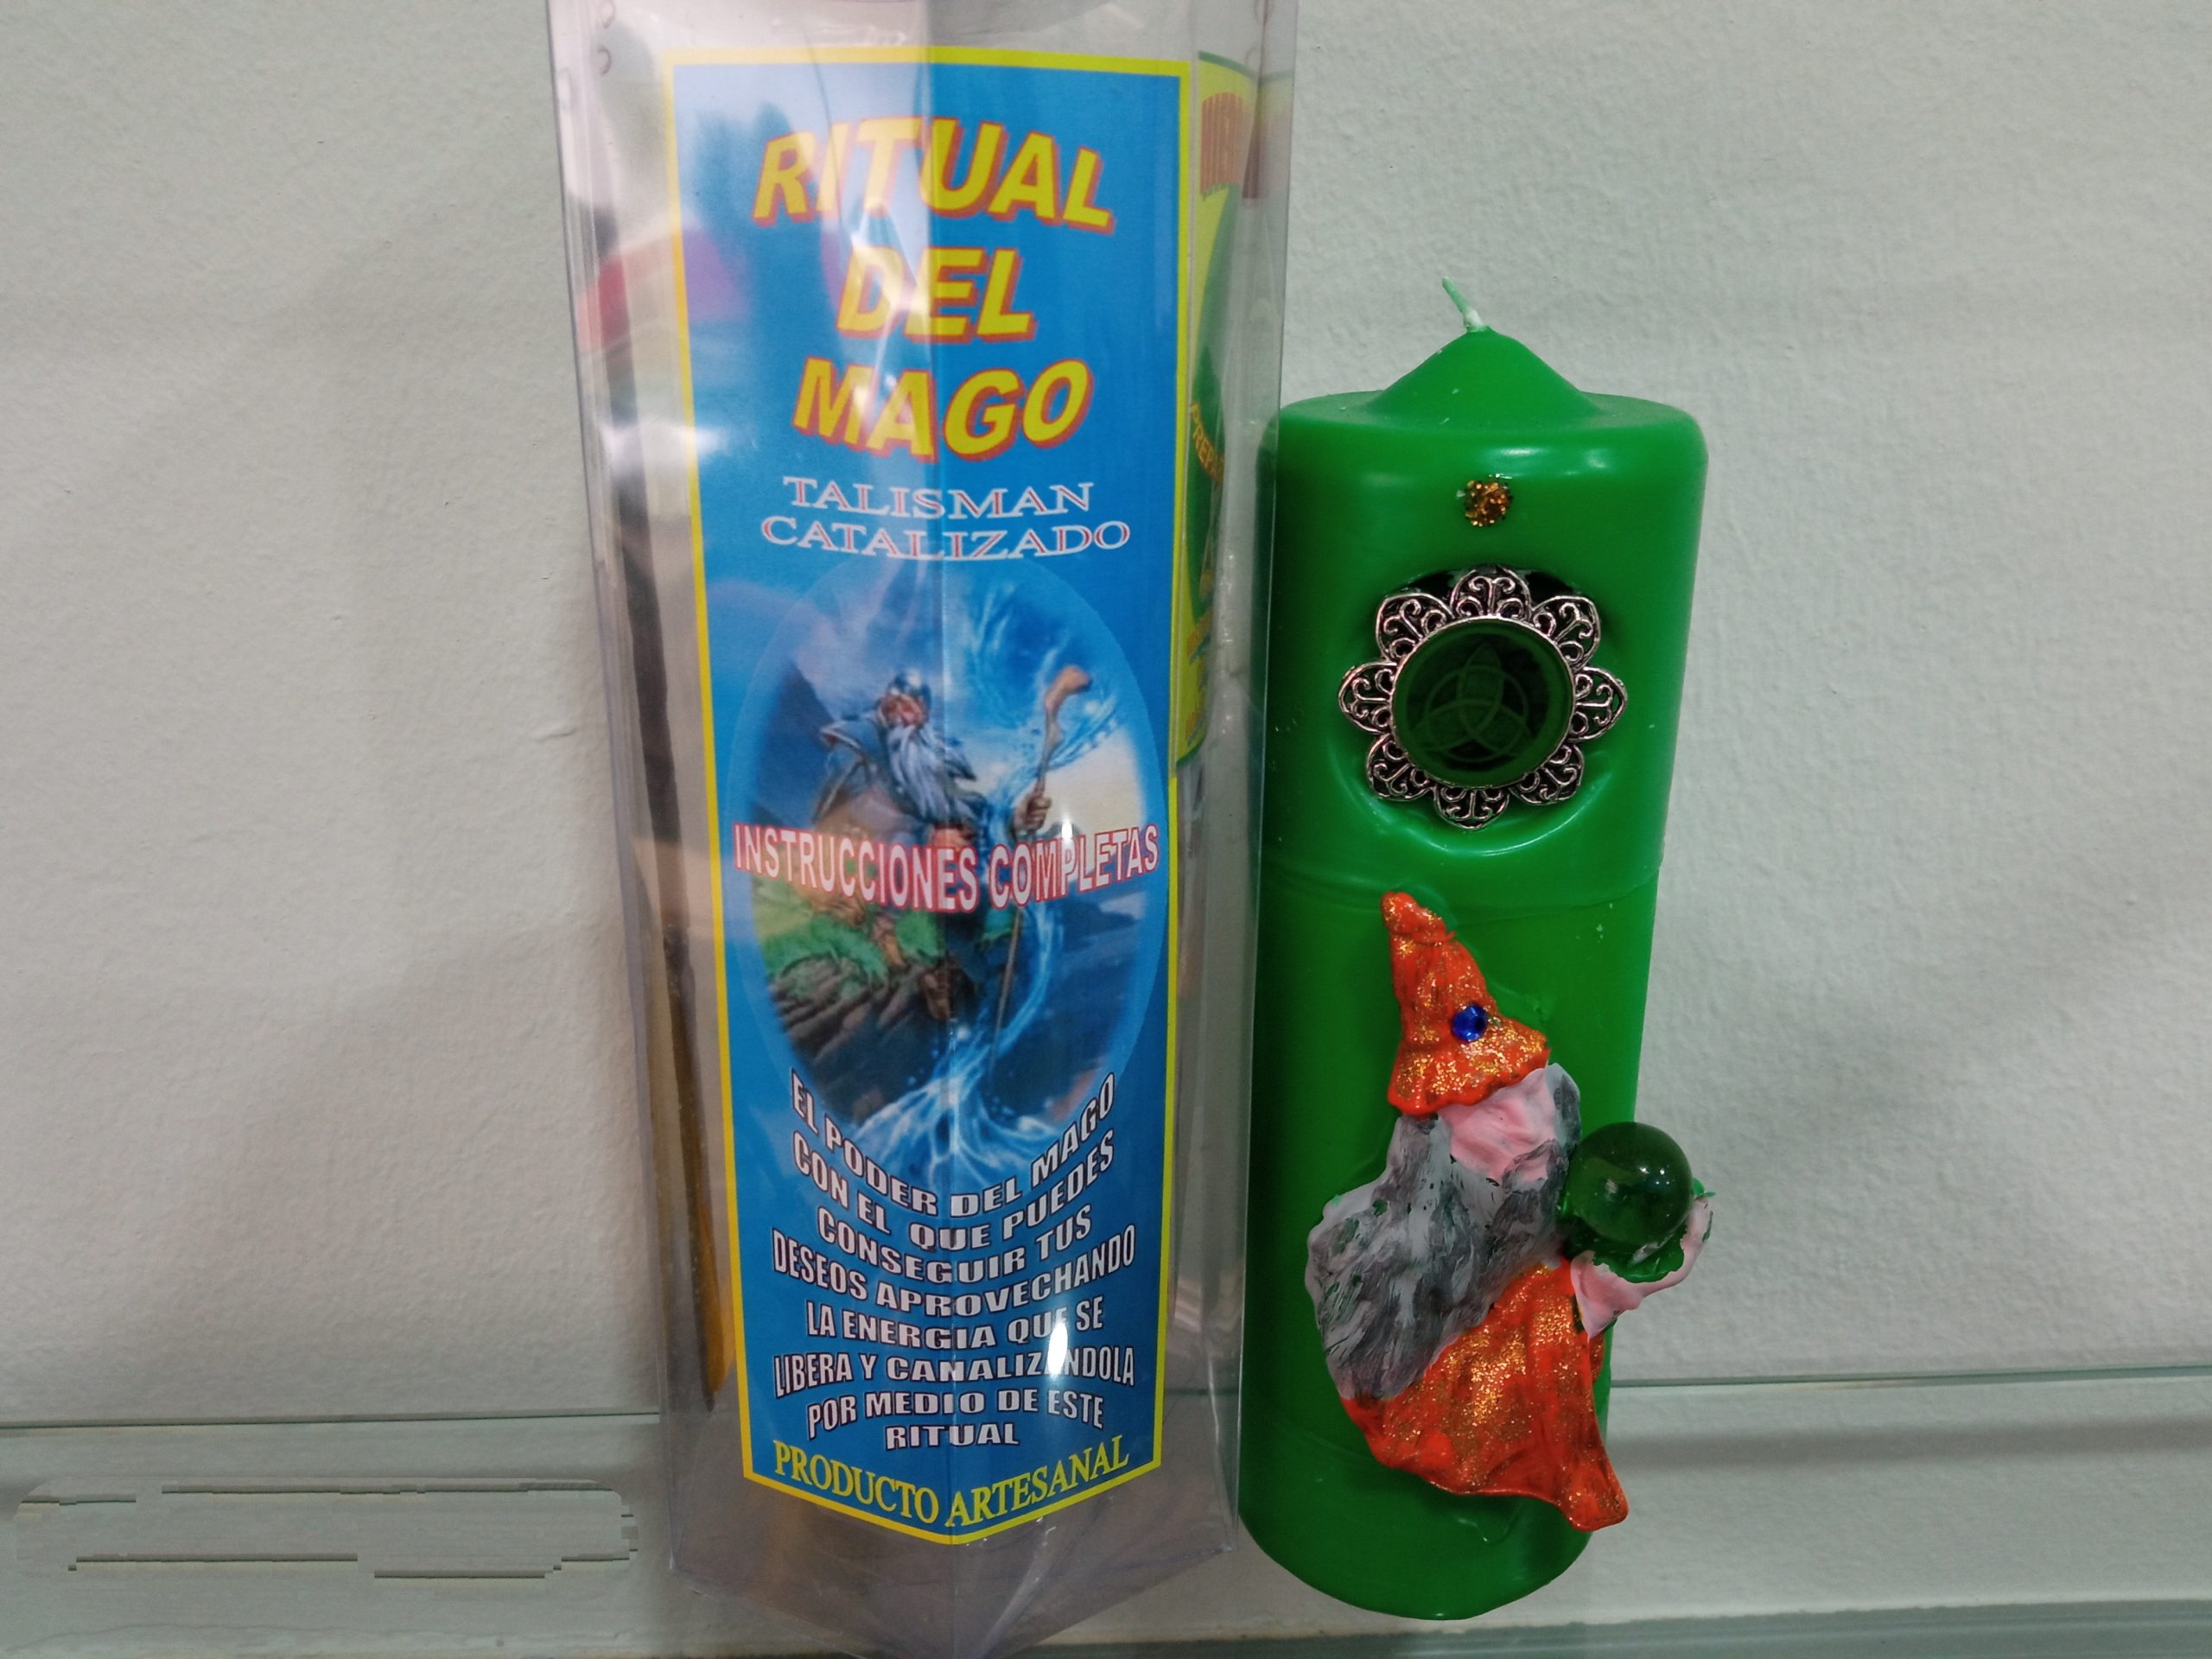 RITUAL
DEL
MAGO
TALISMAN
CATALIZADO
INSTRUCCIONES COMPLETAS
EL PODER DEL MAGO
CON EL QUE PUEDES
CONSEGUIR TUS
DESEOS APROVECHANDO
LA ENERGIA QUE SE
LIBERA Y CANALIZANDOLA
POR MEDIO DE ESTE
RITUAL
PRODUCTO ARTESANAL